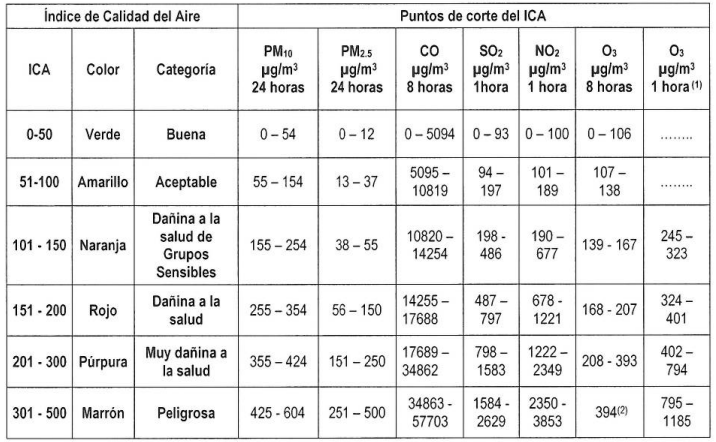 Índice de Calidad del Aire Puntos de corte del ICA
ICA Color Categoría PM10 µg/m3 24 horas PM2.5 µg/m3 24 horas CO µg/m3 8 horas SO2 µg/m3 1hora NO2 µg/m3 1 hora O3 µg/m3 8 horas O3 µg/m3 1 hora (1)
0-50 Verde Buena 0 – 54 0 – 12 0 – 5094 0 – 93 0 – 100 0 – 106 ........
51-100 Amarillo Aceptable 55 – 154 13 – 37 5095 – 10819 94 – 197 101 – 189 107 – 138 ........
101 - 150 Naranja Dañina a la salud de Grupos Sensibles 155 – 254 38 – 55 10820 – 14254 198 - 486 190 – 677 139 - 167 245 – 323
151 - 200 Rojo Dañina a la salud 255 - 354 56 – 150 14255 – 17688 487 – 797 678 - 1221 168 - 207 324 – 401
201 - 300 Púrpura Muy dañina a la salud 355 – 424 151 – 250 17689 – 34862 798 – 1583 1222 – 2349 208 - 393 402 – 794
301 - 500 Marrón Peligrosa 425 - 604 251 – 500 34863 - 57703 1584 - 2629 2350 - 3853 394(2) 795 – 1185